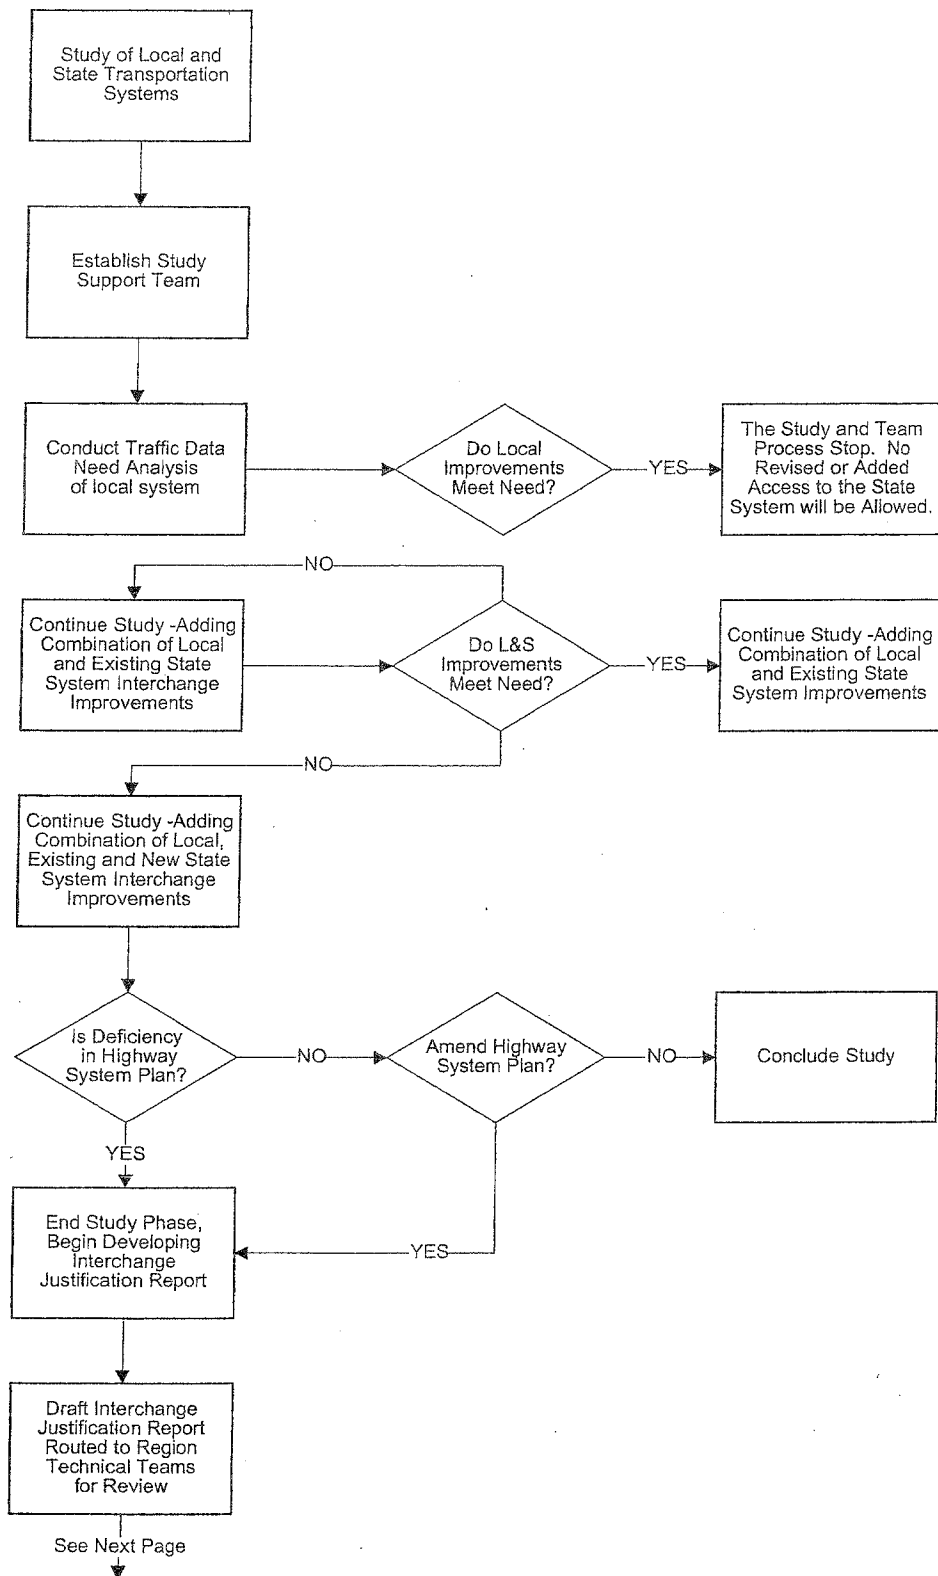 Study of Local and
State Transportation
Systems
Establish Study
Support Team
Conduct Traffic Data
Need Analysis
of local system
Do Local
Improvements
Meet Need?
YES
The Study and Team
Process Stop. No
Revised or Added
Access to the State
System will be Allowed.
NO
Continue Study -Adding
Combination of Local
and Existing State
System Interchange
Improvements
Do L&S
Improvements
Meet Need?
YES
Continue Study -Adding
Combination of Local
and Existing State
System Improvements
NO
Continue Study -Adding
Combination of Local,
Existing and New State
System Interchange
Improvements
Is Deficiency
in Highway
System Plan?
NO
Amend Highway
System Plan?
NO
Conclude Study
YES
End Study Phase,
Begin Developing
Interchange
Justification Report
YES
Draft Interchange
Justification Report
Routed to Region
Technical Teams
for Review
See Next Page